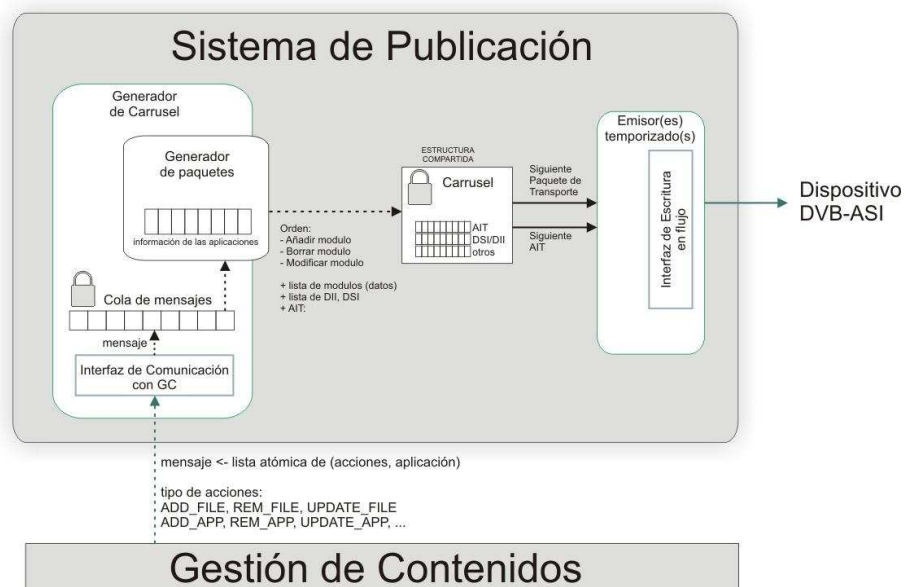 Sistema de Publicación
Generador
de Carrusel
Generador
de paquetes
información de las aplicaciones
Cola de mensajes
mensaje
Interfaz de Comunicación
con GC
Orden:
- Añadir modulo
- Borrar modulo
- Modificar modulo
+ lista de modulos (datos)
+ lista de DII, DSI
+ AIT:
ESTRUCTURA
COMPARTIDA
Carrusel
AIT
DSI/DII
otros
Siguiente
Paquete de
Transporte
Siguiente
AIT
Emisor(es)
temporizado(s)
Interfaz de Escritura
en flujo
Dispositivo
DVB-ASI
mensaje <- lista atómica de (acciones, aplicación)
tipo de acciones:
ADD_FILE, REM_FILE, UPDATE_FILE
ADD_APP, REM_APP, UPDATE_APP, ...
Gestión de Contenidos